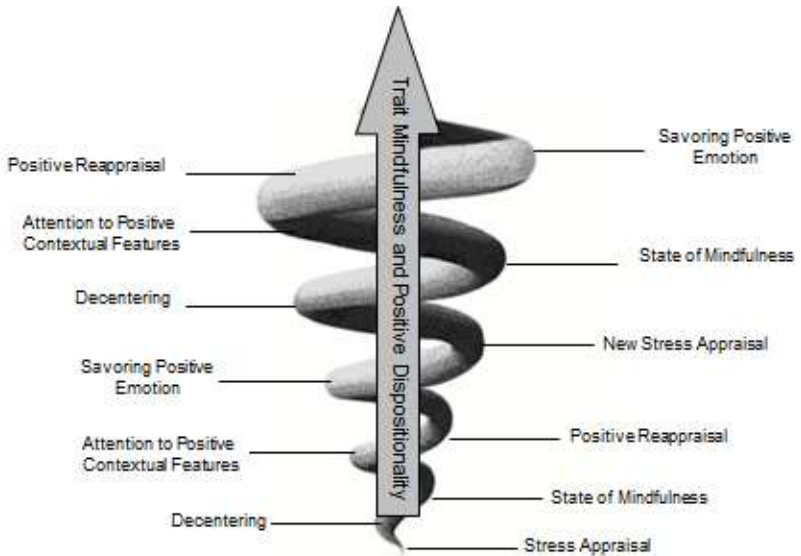 Trait Mindfulness and Positive Dispositionality
Savoring Positive
Emotion
Positive Reappraisal
Attention to Positive
Contextual Features
State of Mindfulness
Decentering
New Stress Appraisal
Savoring Positive
Emotion
Positive Reappraisal
Attention to Positive
Contextual Features
State of Mindfulness
Decentering
Stress Appraisal